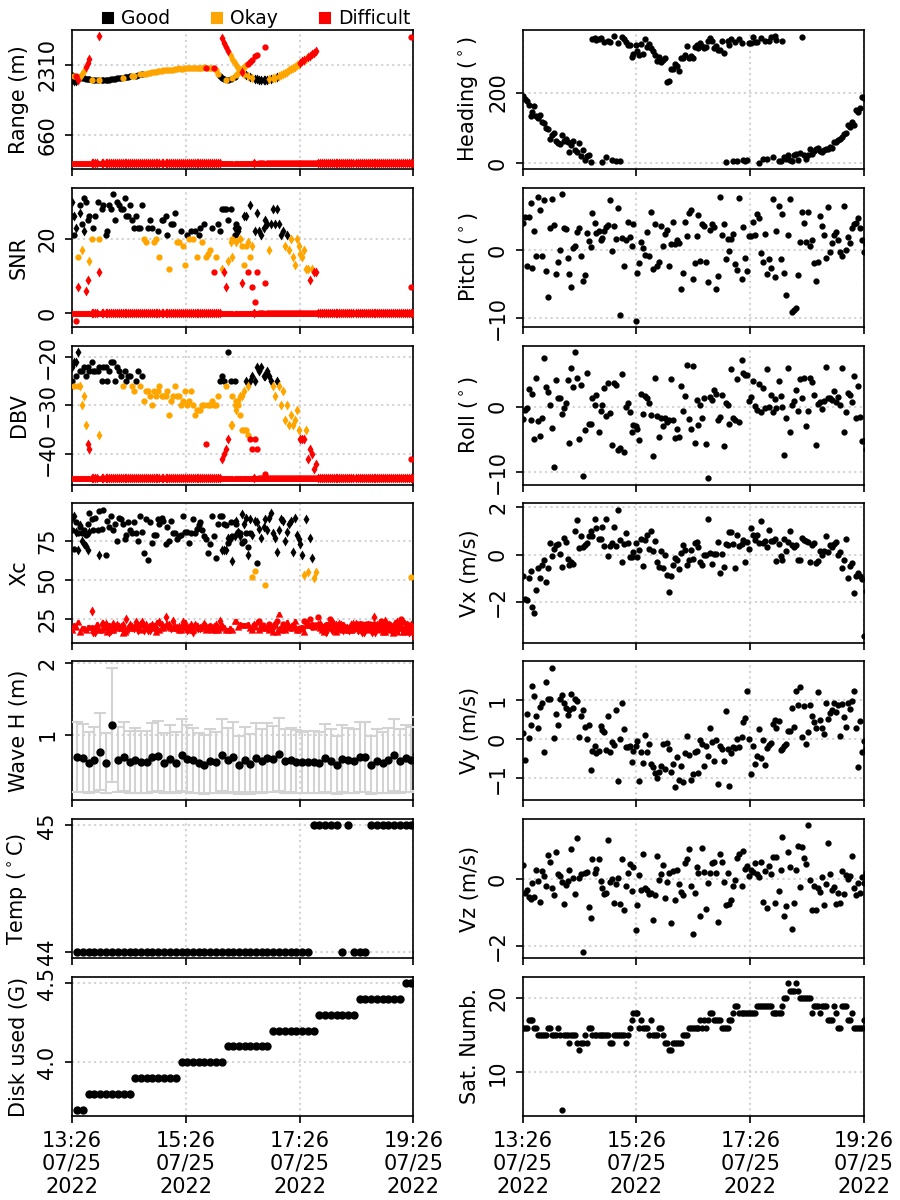 Good Okay Difficult
Range (m)
2310
660
Heading (°)
200
0
SNR
20
0
Pitch (°)
0
−10
DBV
−20
−30
−40
Roll (°)
0
−10
Xc
75
50
25
Vx (m/s)
2
0
−2
Wave H (m)
2
1
Vy (m/s)
1
0
−1
Temp (°C)
45
44
Vz (m/s)
0
−2
Disk used (G)
4.5
4.0
Sat. Numb.
20
10
13:26 15:26 17:26 19:26 13:26 15:26 17:26 19:26
07/25 07/25 07/25 07/25 07/25 07/25 07/25 07/25
2022 2022 2022 2022 2022 2022 2022 2022